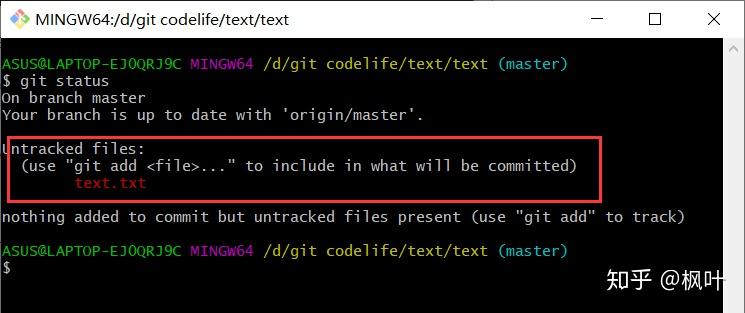 MINGW64:/d/git codelife/text/text
ASUS@LAPTOP-EJ0QRJ9C MINGW64 /d/git codelife/text/text (master)
$ git status
On branch master
Your branch is up to date with 'origin/master'.
Untracked files:
(use "git add <file>..." to include in what will be committed)
text.txt
nothing added to commit but untracked files present (use "git add" to track)
ASUS@LAPTOP-EJ0QRJ9C MINGW64 /d/git codelife/text/text (master)
$
知乎 @枫叶